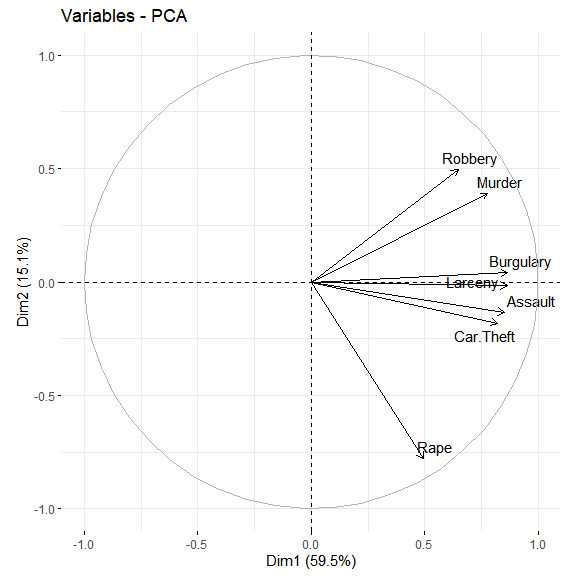 Variables - PCA
1.0
0.5
0.0
-0.5
-1.0
Dim2 (15.1%)
Robbery
Murder
Burgulary
Larceny
Assault
Car.Theft
Rape
-1.0
-0.5
0.0
0.5
1.0
Dim1 (59.5%)